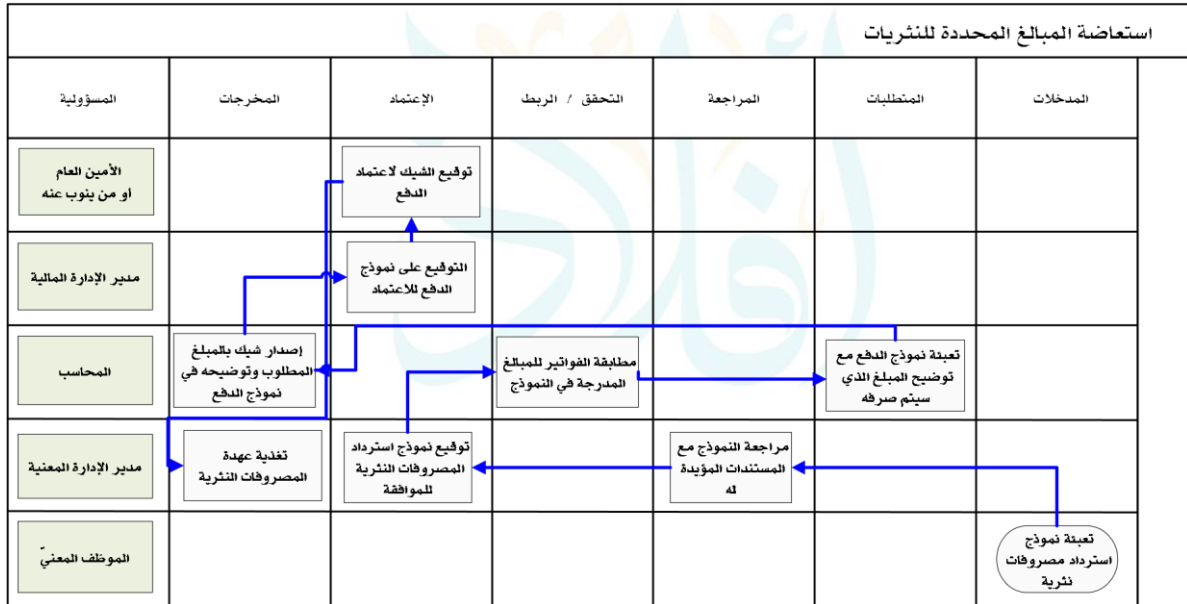 استعاضة المبالغ المحددة للنثريات
المدخلات
المتطلبات
المراجعة
التحقق / الربط
الإعتماد
المخرجات
المسؤولية
توقيع الشيك لاعتماد
الدفع
الأمين العام
او من ينوب عنه
التوقيع على نموذج
الدفع للاعتماد
مدير الإدارة المالية
تعبئة نموذج الدفع مع
توضيح المبلغ الذي
سيتم صرفه
مطابقة الفواتير للمبالغ
المدرجة في النموذج
إصدار شيك بالمبلغ
المطلوب وتوضيحه في
نموذج الدفع
المحاسب
مراجعة النموذج مع
المستندات المؤيدة
له
توقيع نموذج استرداد
المصروفات النثرية
للموافقة
تغذية عهدة
المصروفات النثرية
مدير الإدارة المعنية
تعبئة نموذج
استرداد مصروفات
نثرية
الموظف المعنيّ